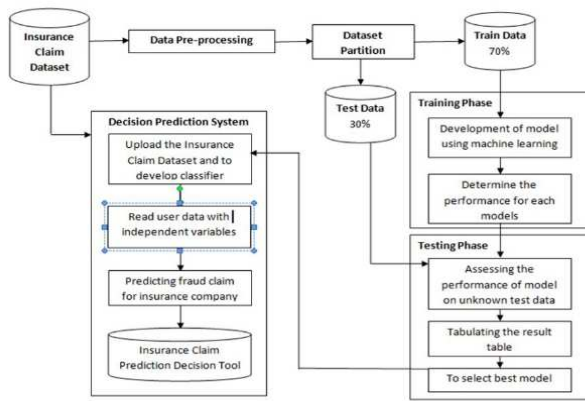 Insurance
Claim
Dataset
Data Pre-processing
Dataset
Partition
Train Data
70%
Test Data
30%
Training Phase
Development of model
using machine learning
Determine the
performance for each
models
Testing Phase
Assessing the
performance of model
on unknown test data
Tabulating the result
table
To select best model
Decision Prediction System
Upload the Insurance
Claim Dataset and to
develop classifier
Read user data with
independent variables
Predicting fraud claim
for insurance company
Insurance Claim
Prediction Decision Tool